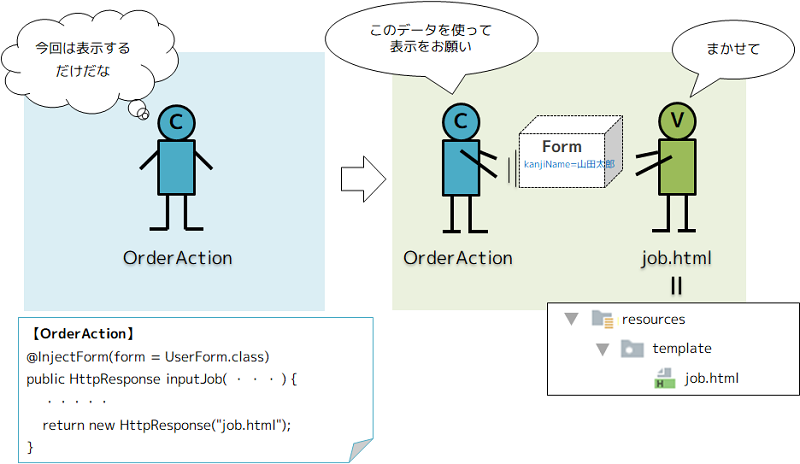 今回は表示する
だけだな
C
OrderAction
このデータを使って
表示をお願い
まかせて
C
Form
kanjiName=山田太郎
V
OrderAction
job.html
=
resources
template
H
job.html
【OrderAction】
@InjectForm(form = UserForm.class)
public HttpResponse inputJob( ・ ・ ・ ) {
・ ・ ・ ・ ・
return new HttpResponse("job.html");
}